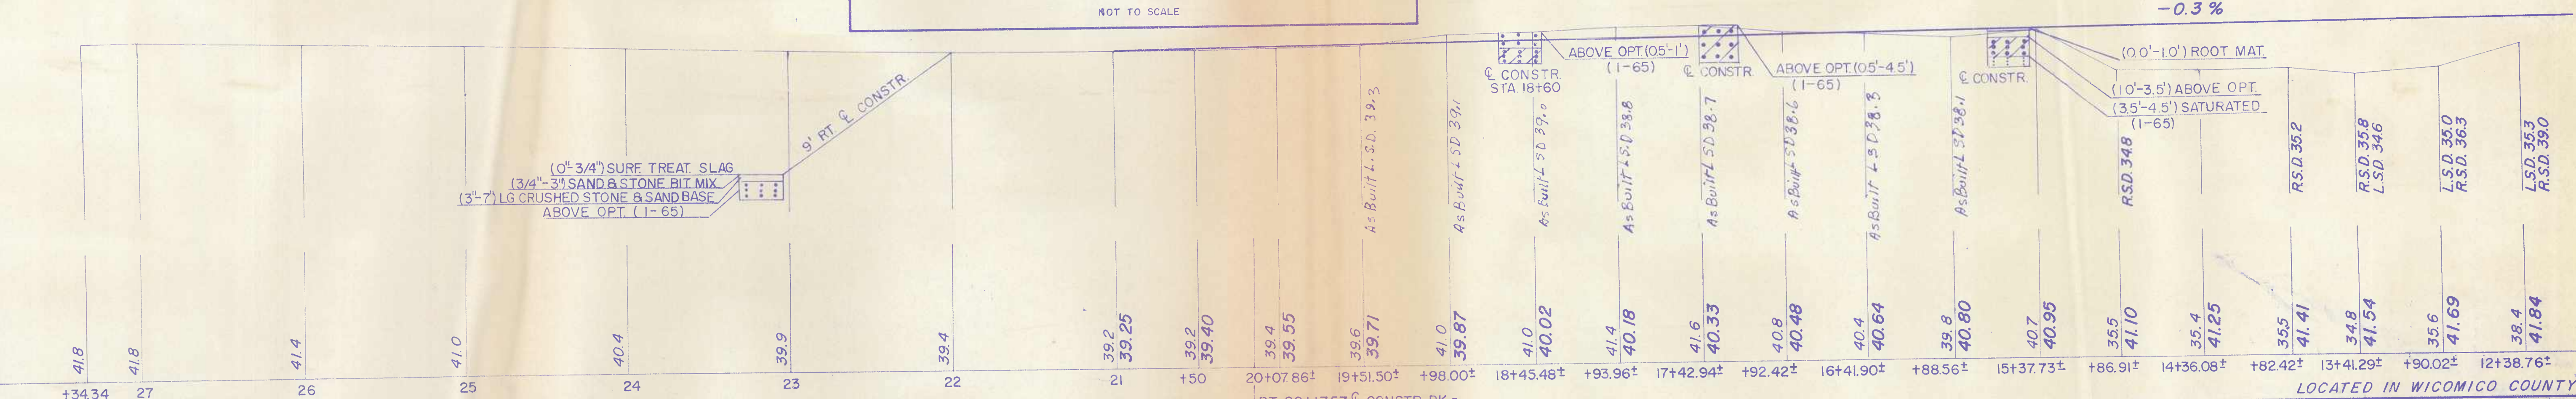 NOT TO SCALE
-0.3 %
9' RT. ℄ CONSTR.
(0"-3/4") SURF. TREAT. SLAG
(3/4"-3") SAND & STONE BIT. MIX
(3"-7") LG. CRUSHED STONE & SAND BASE
ABOVE OPT. (1-65)
℄ CONSTR.
STA. 18+60
ABOVE OPT. (0.5'-1')
(1-65)
℄ CONSTR.
ABOVE OPT. (0.5'-4.5')
(1-65)
℄ CONSTR.
(0.0'-1.0') ROOT MAT.
(1.0'-3.5') ABOVE OPT.
(3.5'-4.5') SATURATED
(1-65)
As Built L.S.D. 39.3
As Built LSD 39.1
As Built LSD 39.0
As Built L.S.D 38.8
As Built LSD 38.7
As Built LSD 38.6
As Built LSD 38.3
As Built LSD 38.1
R.S.D. 34.8
R.S.D. 35.2
R.S.D. 35.8
L.S.D. 34.6
L.S.D. 35.0
R.S.D. 36.3
L.S.D. 35.3
R.S.D. 39.0
41.8
41.8
41.4
41.0
40.4
39.9
39.4
39.2
39.25
39.2
39.40
39.4
39.55
39.6
39.71
41.0
39.87
41.0
40.02
41.4
40.18
41.6
40.33
40.8
40.48
40.4
40.64
39.8
40.80
40.7
40.95
35.5
41.10
35.4
41.25
35.5
41.41
34.8
41.54
35.6
41.69
38.4
41.84
+34.34 27 26 25 24 23 22 21 +50 20+07.86± 19+51.50± +98.00± 18+45.48± +93.96± 17+42.94± +92.42± 16+41.90± +88.56± 15+37.73± +86.91± 14+36.08± +82.42± 13+41.29± +90.02± 12+38.76±
LOCATED IN WICOMICO COUNTY